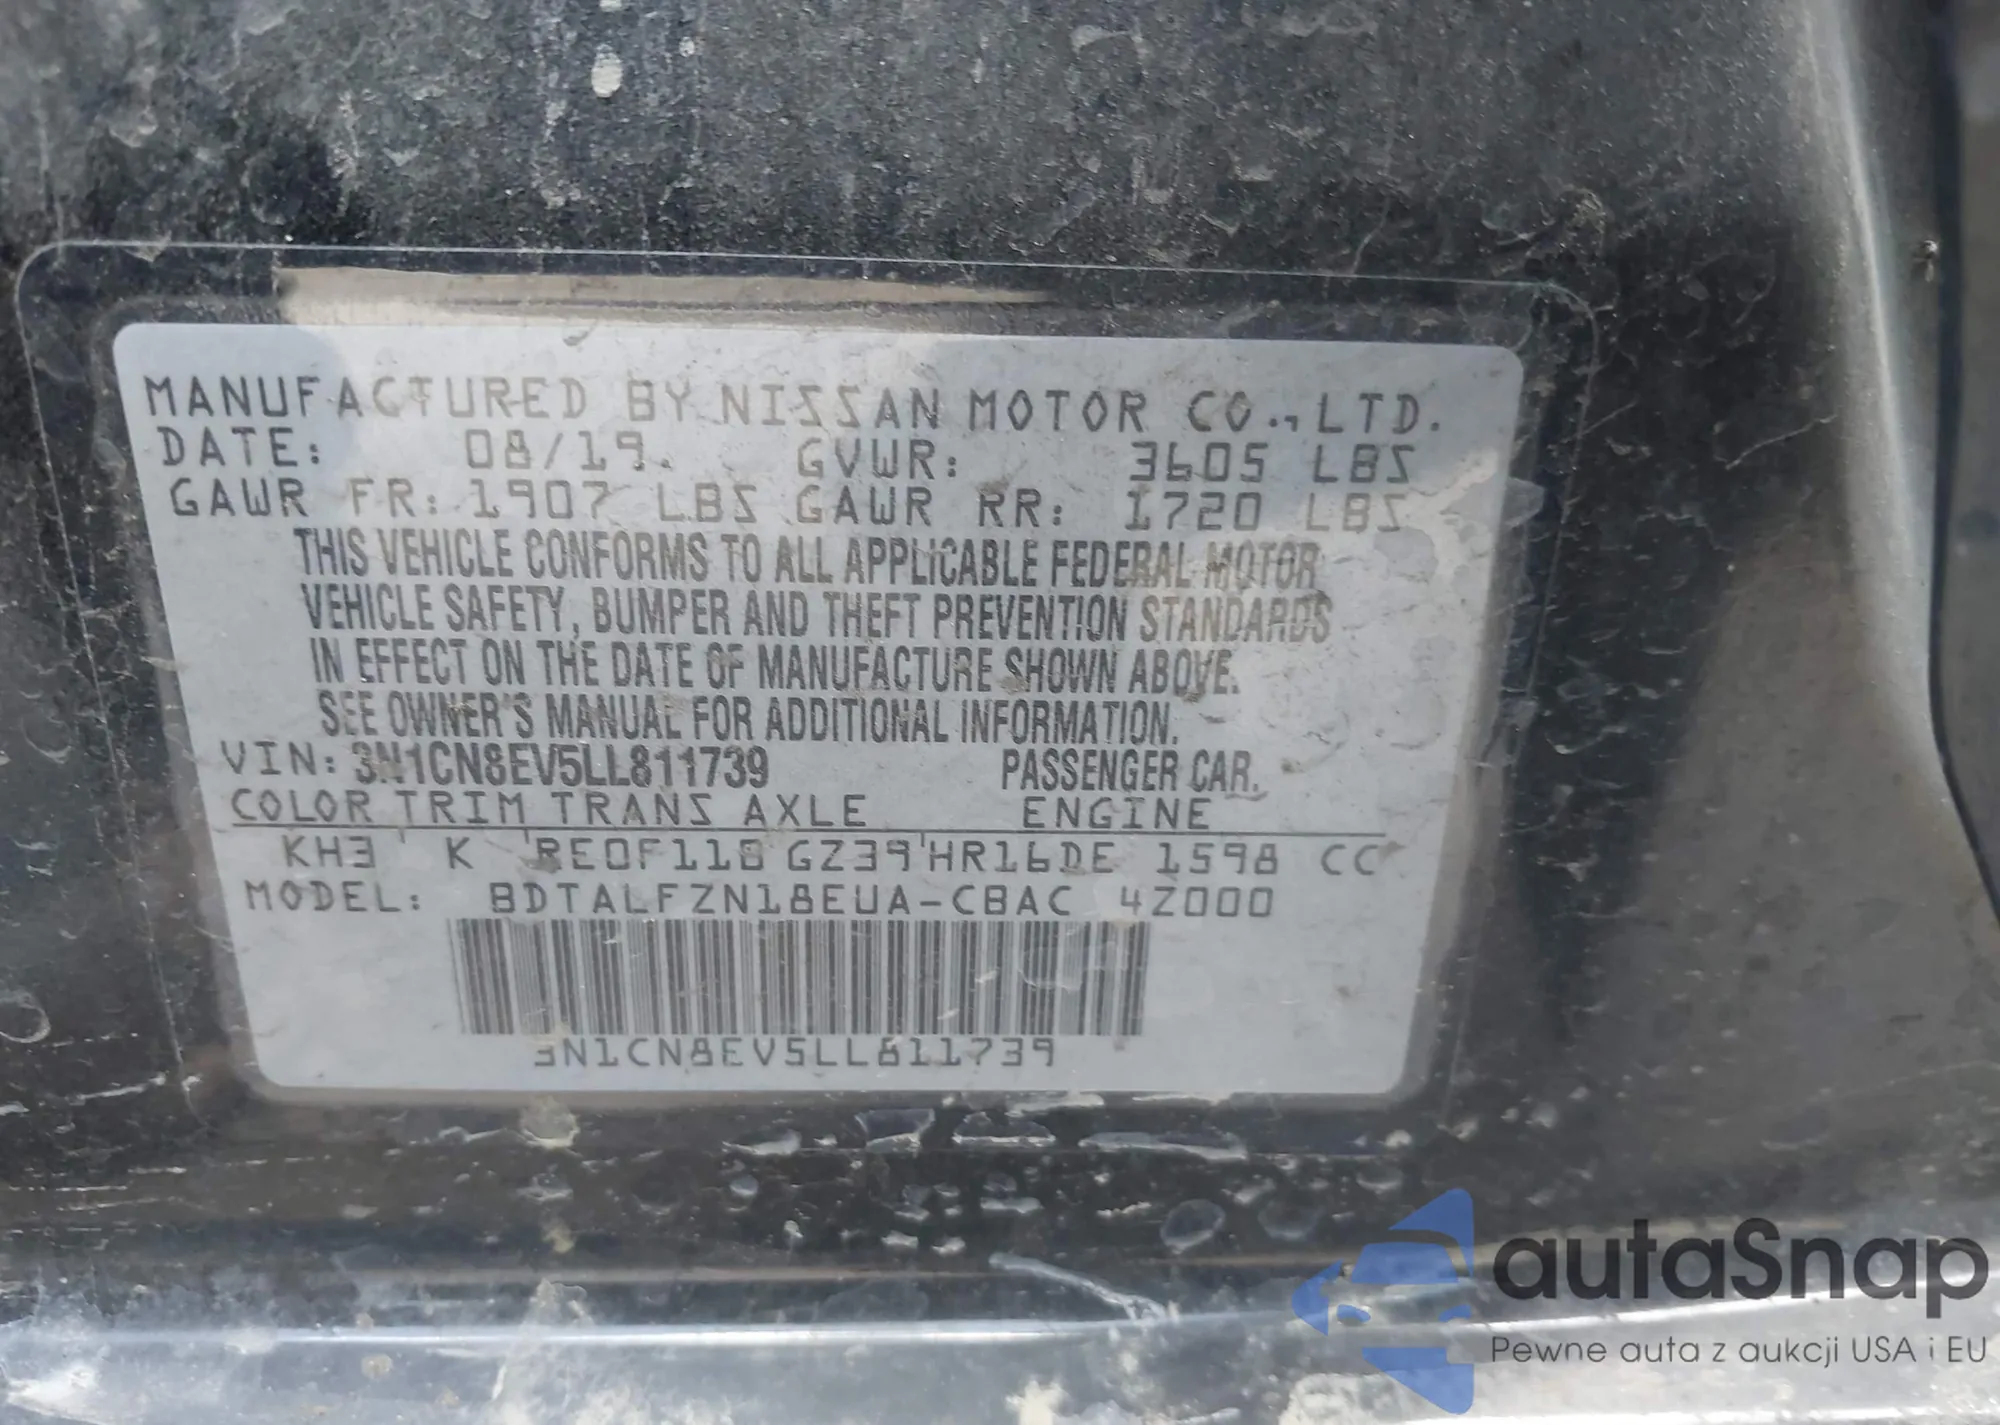 MANUFACTURED BY NISSAN MOTOR CO., LTD.
DATE: 08/19. GVWR: 3605 LBS
GAWR FR: 1907 LBS GAWR RR: 1720 LBS
THIS VEHICLE CONFORMS TO ALL APPLICABLE FEDERAL MOTOR
VEHICLE SAFETY, BUMPER AND THEFT PREVENTION STANDARDS
IN EFFECT ON THE DATE OF MANUFACTURE SHOWN ABOVE.
SEE OWNER'S MANUAL FOR ADDITIONAL INFORMATION.
VIN: 3N1CN8EV5LL811739 PASSENGER CAR.
COLOR TRIM TRANS AXLE ENGINE
KH3 K RE0F11B GZ39 HR16DE 1598 CC
MODEL: BDTALFZN18EUA-CBAC 4Z000
3N1CN8EV5LL811739
autaSnap
Pewne auta z aukcji USA i EU